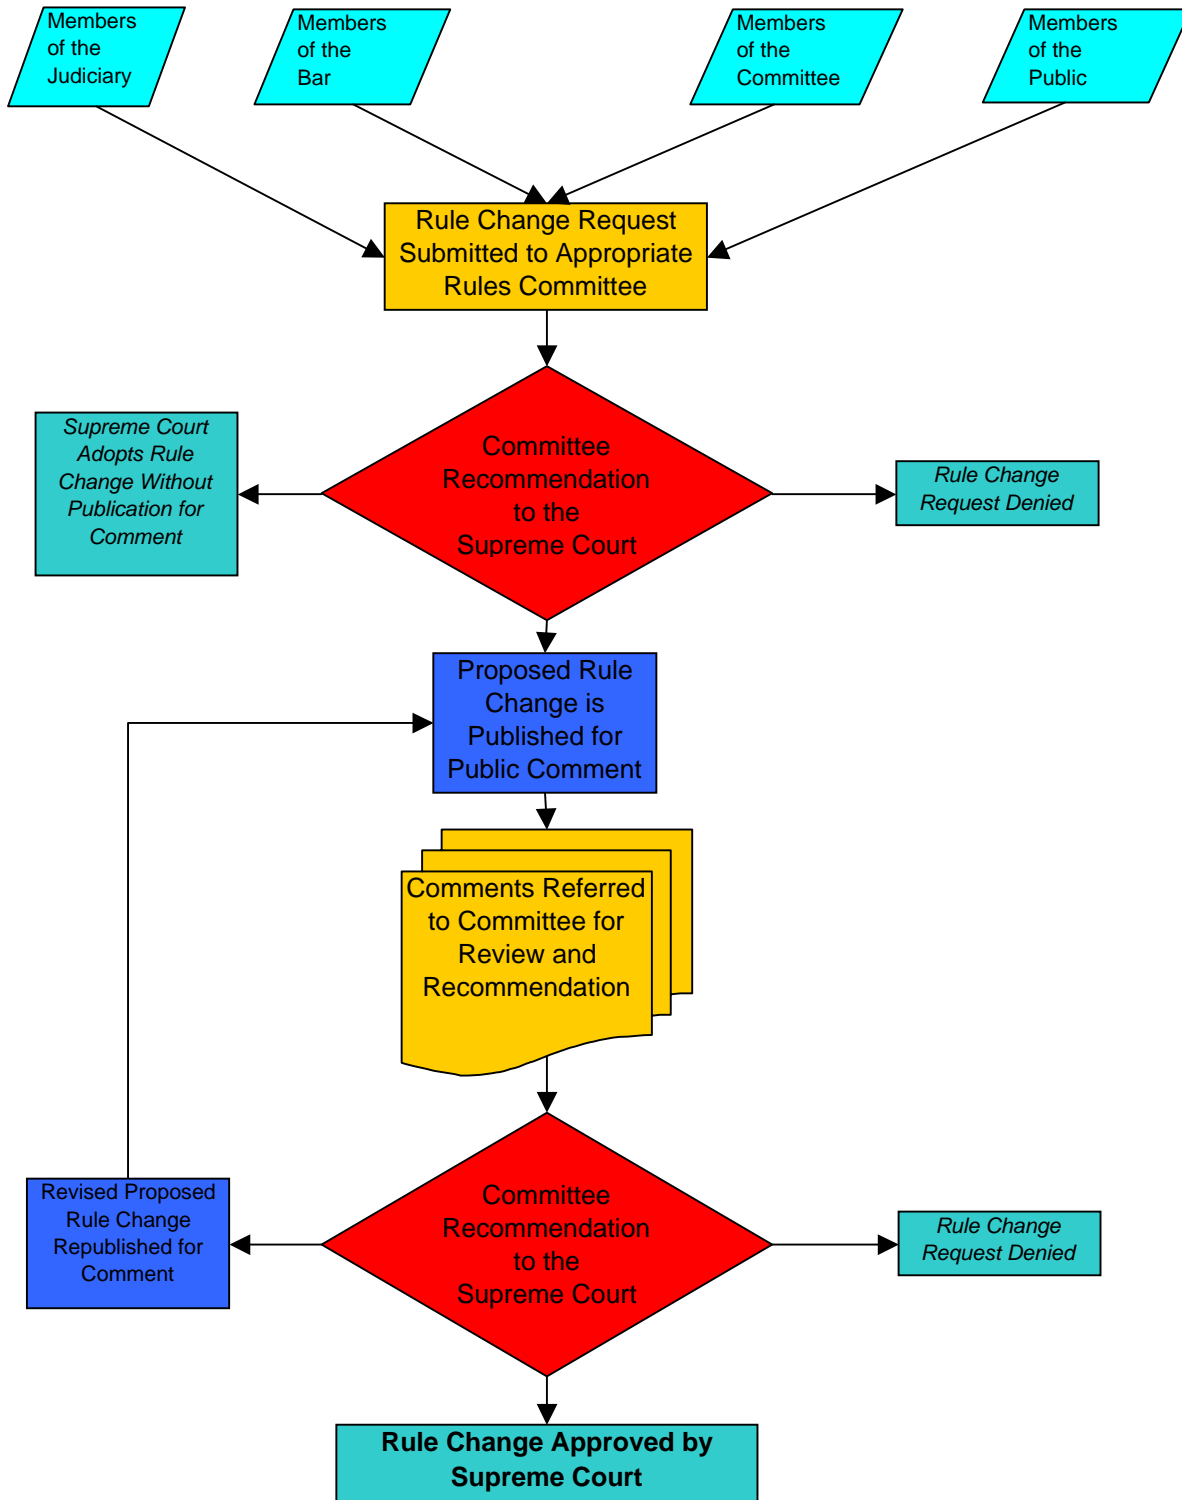 Members
of the
Judiciary
Members
of the
Bar
Members
of the
Committee
Members
of the
Public
Rule Change Request
Submitted to Appropriate
Rules Committee
Supreme Court
Adopts Rule
Change Without
Publication for
Comment
Committee
Recommendation
to the
Supreme Court
Rule Change
Request Denied
Proposed Rule
Change is
Published for
Public Comment
Comments Referred
to Committee for
Review and
Recommendation
Revised Proposed
Rule Change
Republished for
Comment
Committee
Recommendation
to the
Supreme Court
Rule Change
Request Denied
Rule Change Approved by
Supreme Court